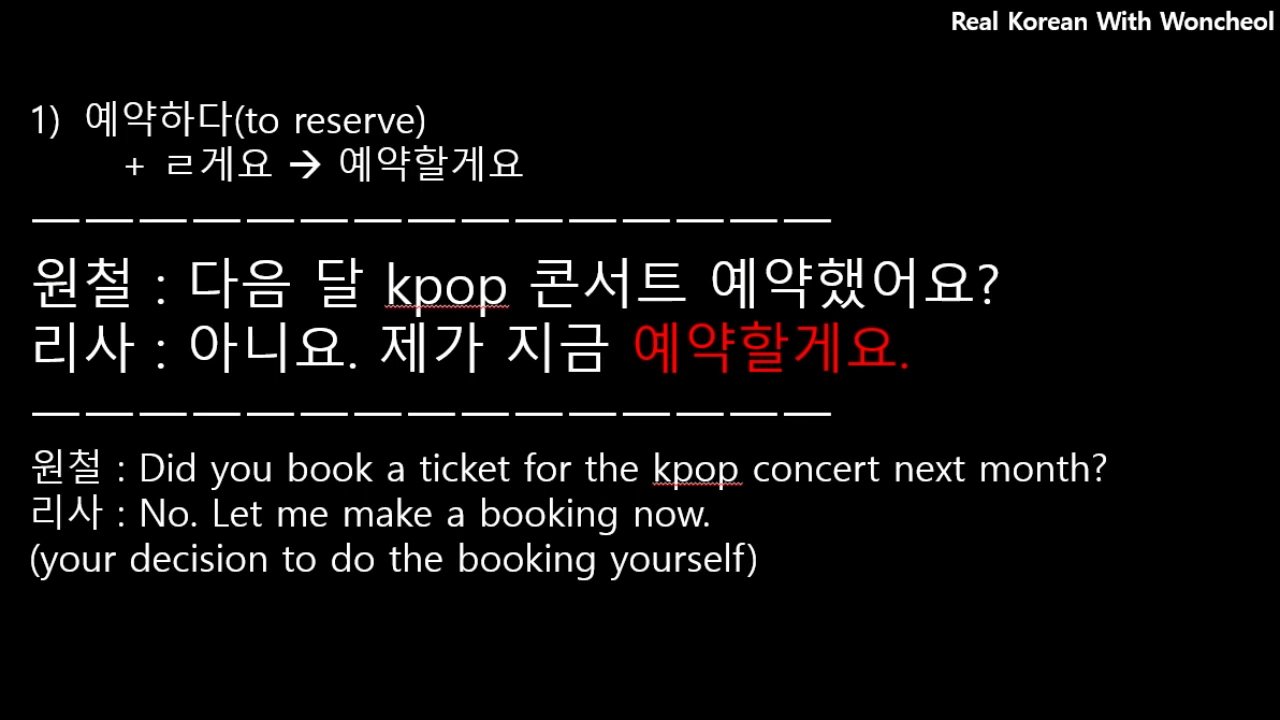 Real Korean With Woncheol
1) 예약하다(to reserve)
+ ㄹ게요 → 예약할게요
———————————————
원철 : 다음 달 kpop 콘서트 예약했어요?
리사 : 아니요. 제가 지금 예약할게요.
———————————————
원철 : Did you book a ticket for the kpop concert next month?
리사 : No. Let me make a booking now.
(your decision to do the booking yourself)